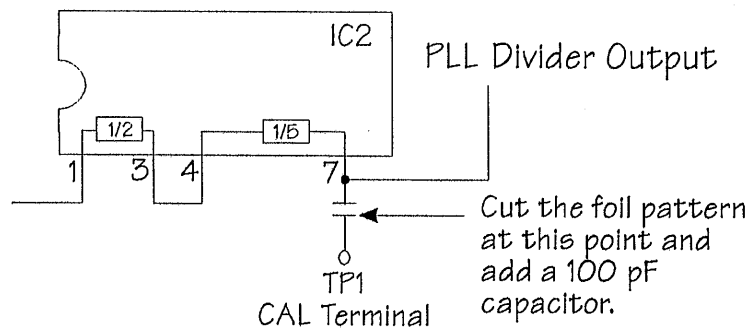 IC2
PLL Divider Output
1/2
1/5
1
3
4
7
Cut the foil pattern
at this point and
add a 100 pF
capacitor.
TP1
CAL Terminal